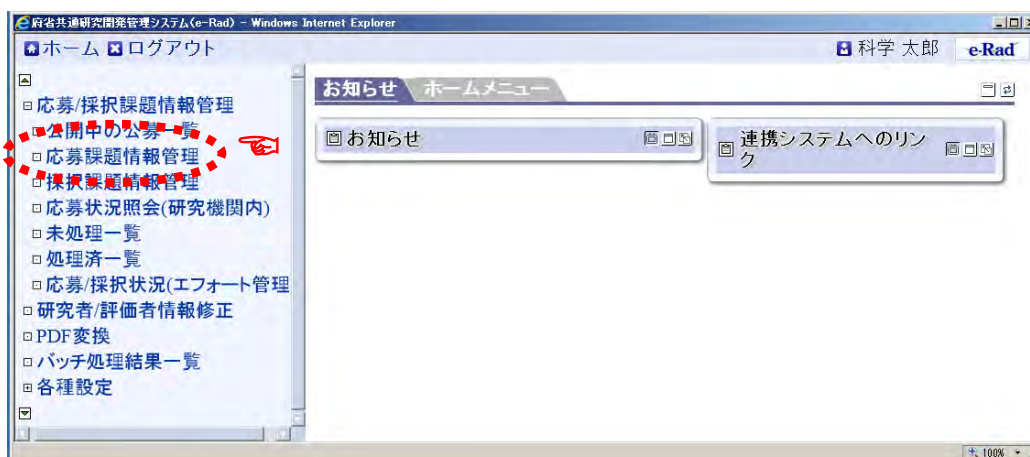 府省共通研究開発管理システム(e-Rad) - Windows Internet Explorer
ホーム ログアウト
科学 太郎 e-Rad
応募/採択課題情報管理
公開中の公募一覧
応募課題情報管理
採択課題情報管理
応募状況照会(研究機関内)
未処理一覧
処理済一覧
応募/採択状況(エフォート管理
研究者/評価者情報修正
PDF変換
バッチ処理結果一覧
各種設定
お知らせ ホームメニュー
お知らせ
連携システムへのリン
ク
100%